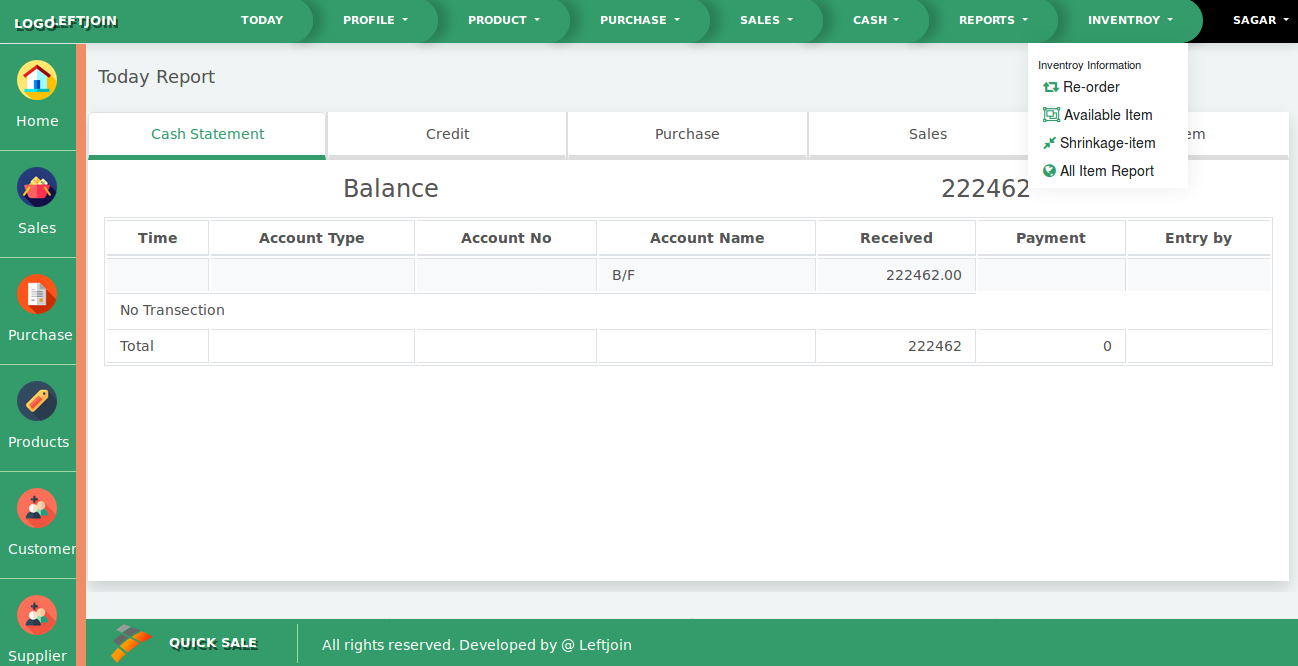 LOGO LEFTJOIN
TODAY PROFILE PRODUCT PURCHASE SALES CASH REPORTS INVENTROY SAGAR
Inventroy Information
Re-order
Available Item
Shrinkage-item
All Item Report
Home
Sales
Purchase
Products
Customer
Supplier
Today Report
Cash Statement Credit Purchase Sales em
Balance 222462
Time Account Type Account No Account Name Received Payment Entry by
B/F 222462.00
No Transection
Total 222462 0
QUICK SALE All rights reserved. Developed by @ Leftjoin